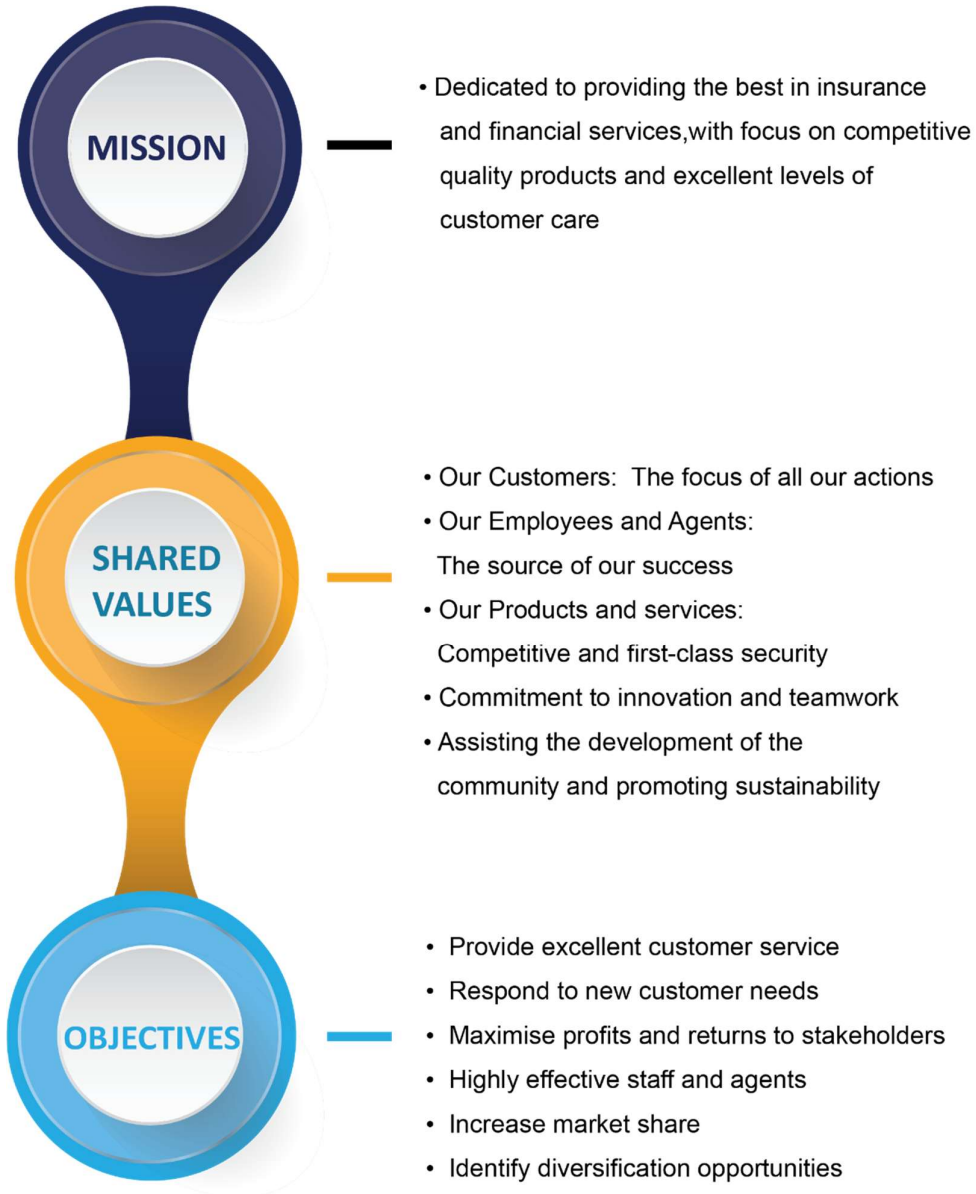 MISSION
• Dedicated to providing the best in insurance
and financial services,with focus on competitive
quality products and excellent levels of
customer care
SHARED
VALUES
• Our Customers:  The focus of all our actions
• Our Employees and Agents:
The source of our success
• Our Products and services:
Competitive and first-class security
• Commitment to innovation and teamwork
• Assisting the development of the
community and promoting sustainability
OBJECTIVES
• Provide excellent customer service
• Respond to new customer needs
• Maximise profits and returns to stakeholders
• Highly effective staff and agents
• Increase market share
• Identify diversification opportunities